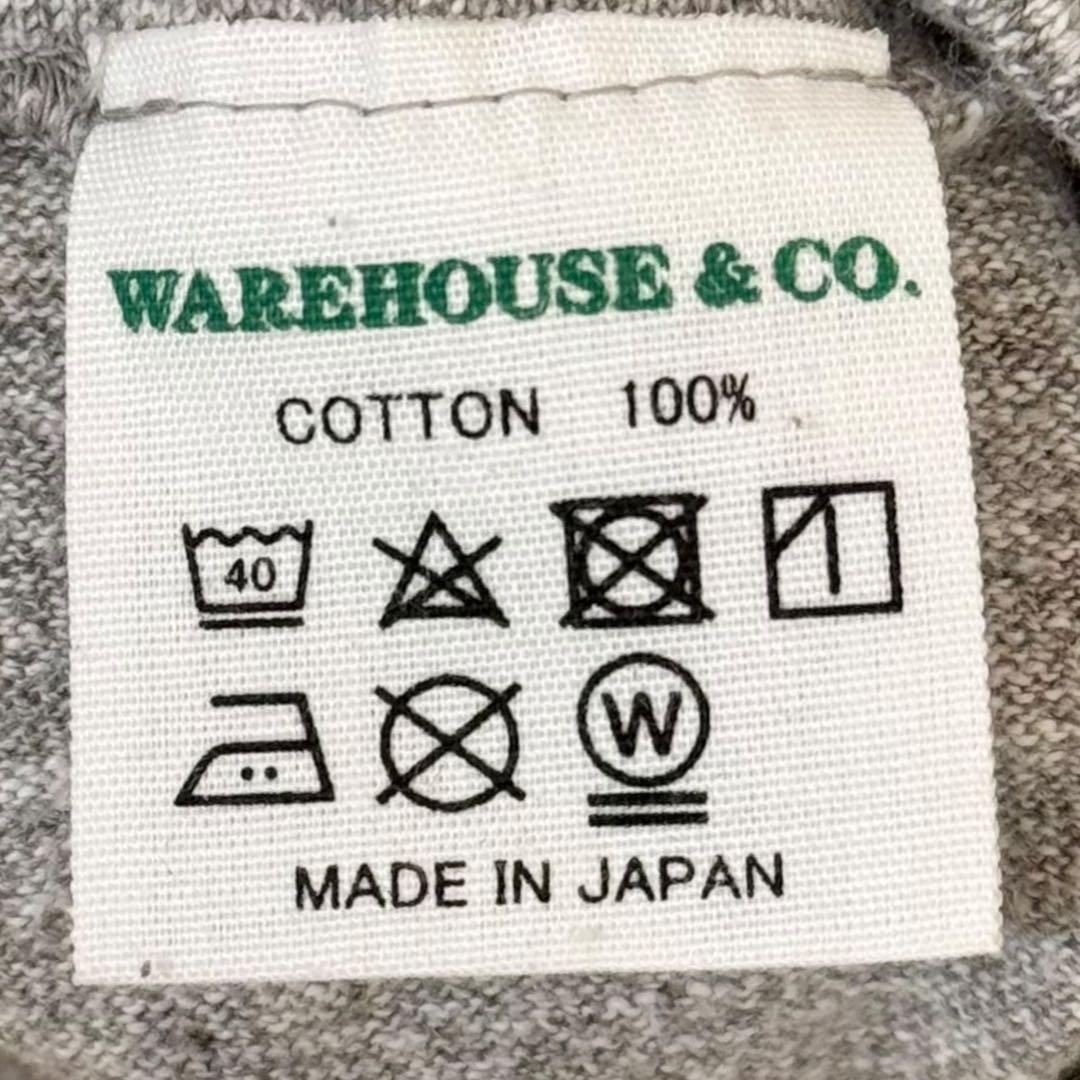 WAREHOUSE & CO.
COTTON 100%
40
W
MADE IN JAPAN